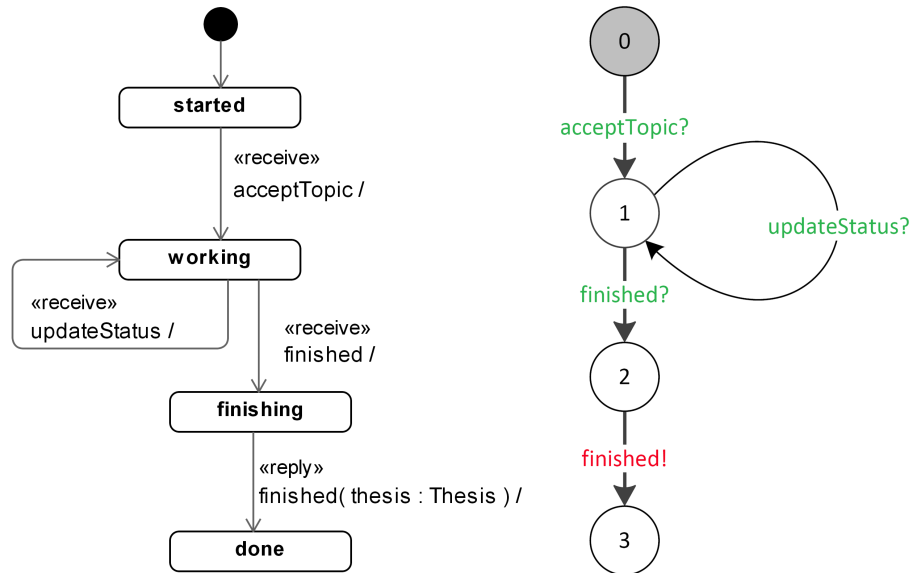 started
«receive»
acceptTopic /
working
«receive»
updateStatus /
«receive»
finished /
finishing
«reply»
finished( thesis : Thesis ) /
done
0
acceptTopic?
1
updateStatus?
finished?
2
finished!
3